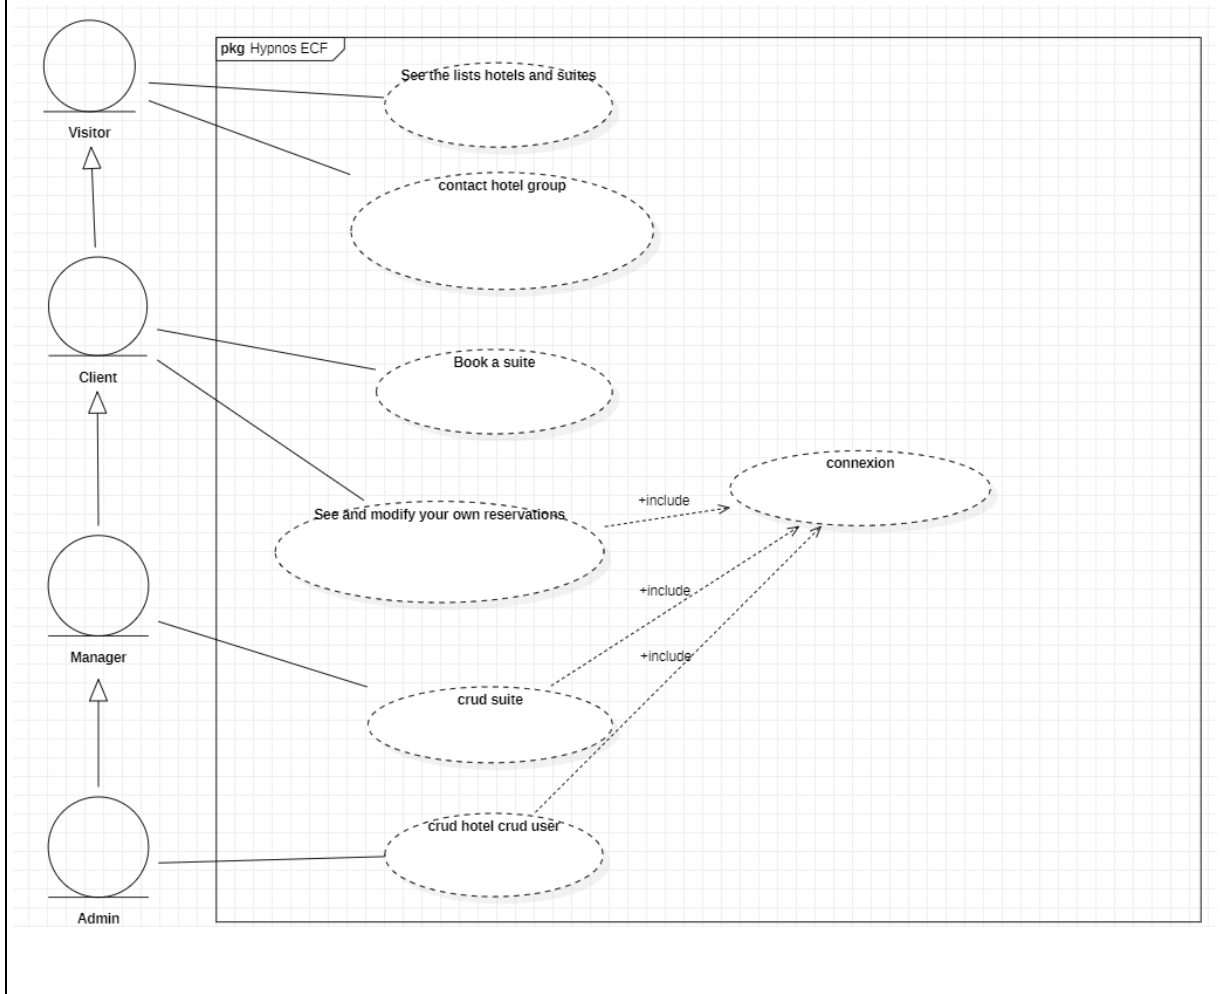 pkg Hypnos ECF
See the lists hotels and suites
Visitor
contact hotel group
Book a suite
Client
connexion
+include
See and modify your own reservations
+include
+include
Manager
crud suite
crud hotel crud user
Admin